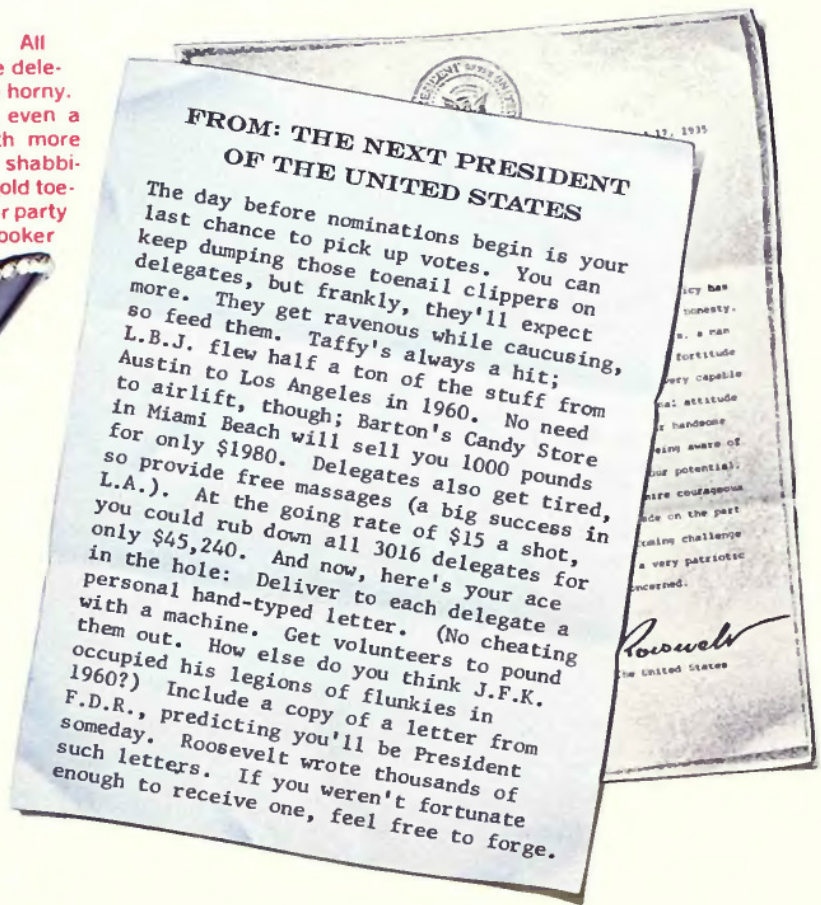 All
dele-
horny.
even a
more
shabbi-
old toe-
party
ooker
FROM: THE NEXT PRESIDENT
OF THE UNITED STATES
The day before nominations begin is your
last chance to pick up votes. You can
keep dumping those toenail clippers on
delegates, but frankly, they'll expect
more. They get ravenous while caucusing,
so feed them. Taffy's always a hit;
L.B.J. flew half a ton of the stuff from
Austin to Los Angeles in 1960. No need
to airlift, though; Barton's Candy Store
in Miami Beach will sell you 1000 pounds
for only $1980. Delegates also get tired,
so provide free massages (a big success in
L.A.). At the going rate of $15 a shot,
you could rub down all 3016 delegates for
only $45,240. And now, here's your ace
in the hole: Deliver to each delegate a
personal hand-typed letter. (No cheating
with a machine. Get volunteers to pound
them out. How else do you think J.F.K.
occupied his legions of flunkies in
1960?) Include a copy of a letter from
F.D.R., predicting you'll be President
someday. Roosevelt wrote thousands of
such letters. If you weren't fortunate
enough to receive one, feel free to forge.
PRESIDENT OF THE UNITED
1935
has
honesty.
a man
fortitude
very capable
attitude
handsome
being aware of
potential.
courageous
on the part
coming challenge
a very patriotic
concerned.
Roosevelt
The United States